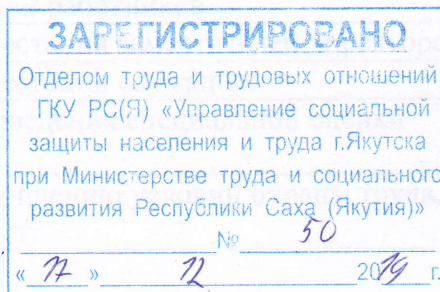 ЗАРЕГИСТРИРОВАНО
Отделом труда и трудовых отношений
ГКУ РС(Я) «Управление социальной
защиты населения и труда г.Якутска
при Министерстве труда и социального
развития Республики Саха (Якутия)»
№ 50
« 17 » 12 2019 г.